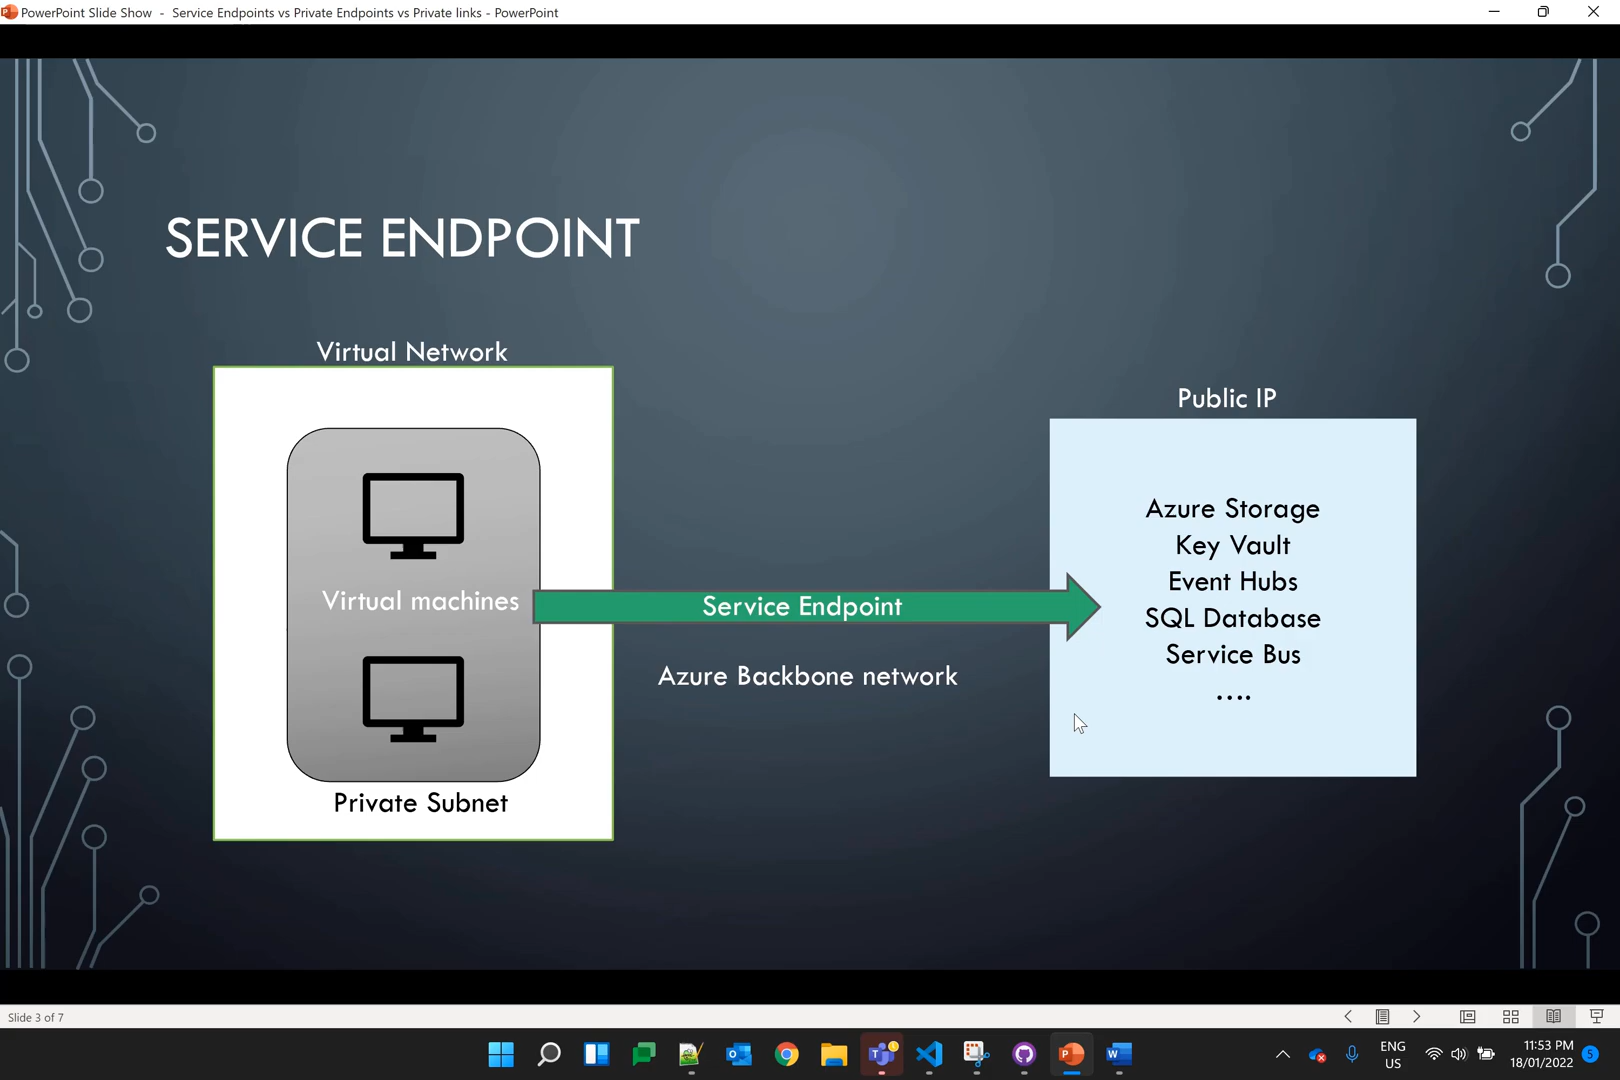 PowerPoint Slide Show - Service Endpoints vs Private Endpoints vs Private links - PowerPoint
SERVICE ENDPOINT
Virtual Network
Public IP
Azure Storage
Key Vault
Event Hubs
Virtual machines
Service Endpoint
SQL Database
Service Bus
....
Azure Backbone network
Private Subnet
Slide 3 of 7
ENG
US
11:53 PM
18/01/2022
5